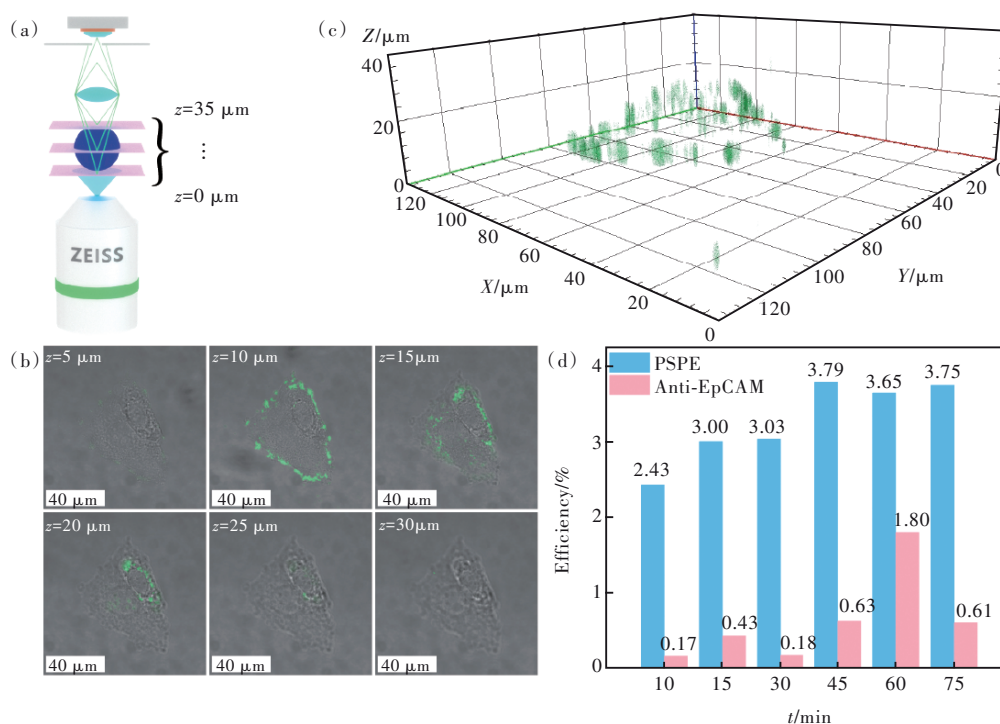 (a)
z=35 μm
⋮
z=0 μm
ZEISS
(c)
Z/μm
40
20
0
120
100
80
60
40
20
0
X/μm
120
100
80
60
40
20
0
Y/μm
(b)
z=5 μm
z=10 μm
z=15μm
40 μm
40 μm
40 μm
z=20 μm
z=25 μm
z=30μm
40 μm
40 μm
40 μm
(d)
PSPE
Anti-EpCAM
Efficiency/%
4
3
2
1
0
2.43
0.17
3.00
0.43
3.03
0.18
3.79
0.63
3.65
1.80
3.75
0.61
10 15 30 45 60 75
t/min